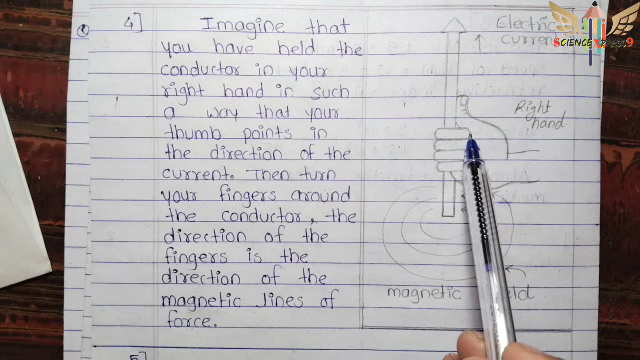 4] Imagine that
you have held the
conductor in your
right hand in such
a way that your
thumb points in
the direction of the
current. Then turn
your fingers around
the conductor, the
direction of the
fingers is the
direction of the
magnetic lines of
force.
5]
Electric
current
Right
hand
magnetic